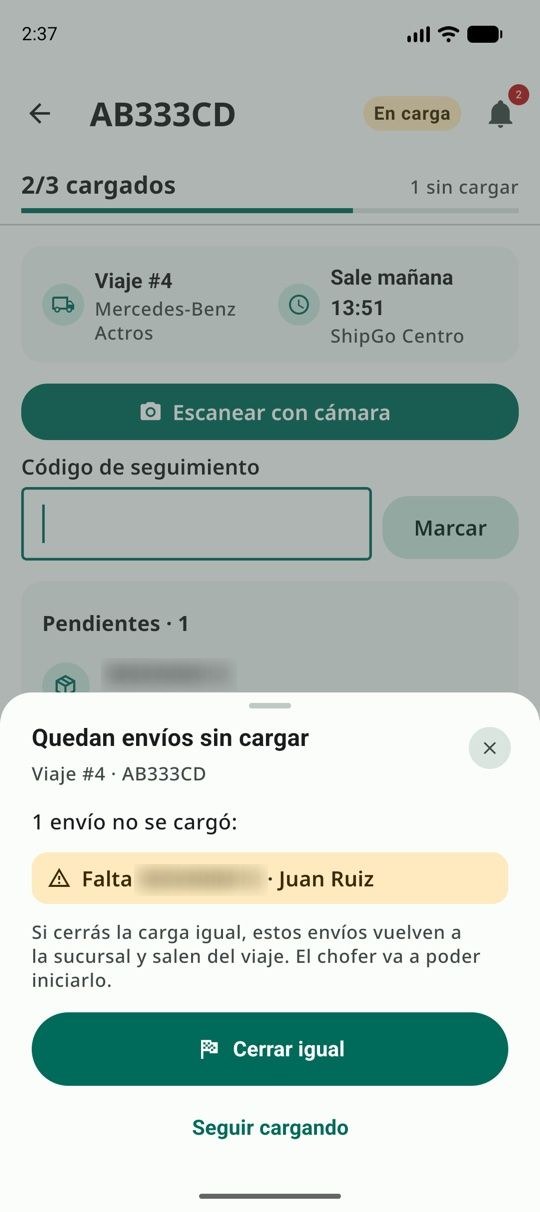 2:37
AB333CD
En carga
2
2/3 cargados
1 sin cargar
Viaje #4
Mercedes-Benz
Actros
Sale mañana
13:51
ShipGo Centro
Escanear con cámara
Código de seguimiento
Marcar
Pendientes · 1
Quedan envíos sin cargar
Viaje #4 · AB333CD
1 envío no se cargó:
Falta · Juan Ruiz
Si cerrás la carga igual, estos envíos vuelven a
la sucursal y salen del viaje. El chofer va a poder
iniciarlo.
Cerrar igual
Seguir cargando